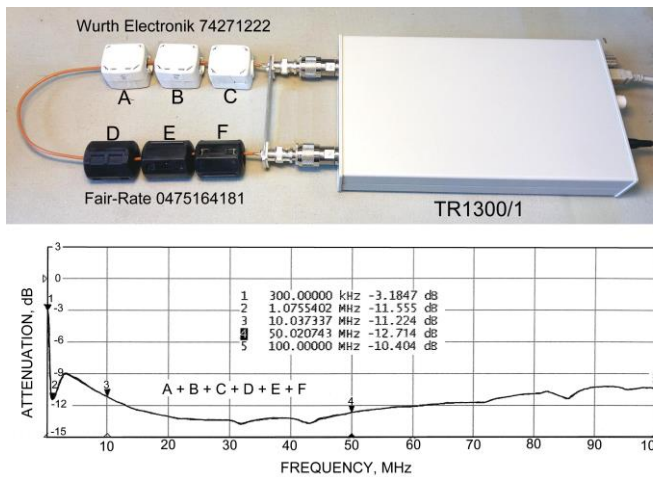 Wurth Electronik 74271222
A B C
D E F
Fair-Rate 0475164181
TR1300/1
ATTENUATION, dB
3
0
-3
-6
-9
-12
-15
1
2
3
4
1 300.00000 kHz -3.1847 dB
2 1.0755402 MHz -11.555 dB
3 10.037337 MHz -11.224 dB
4 50.020743 MHz -12.714 dB
5 100.00000 MHz -10.404 dB
A + B + C + D + E + F
10 20 30 40 50 60 70 80 90 100
FREQUENCY, MHz